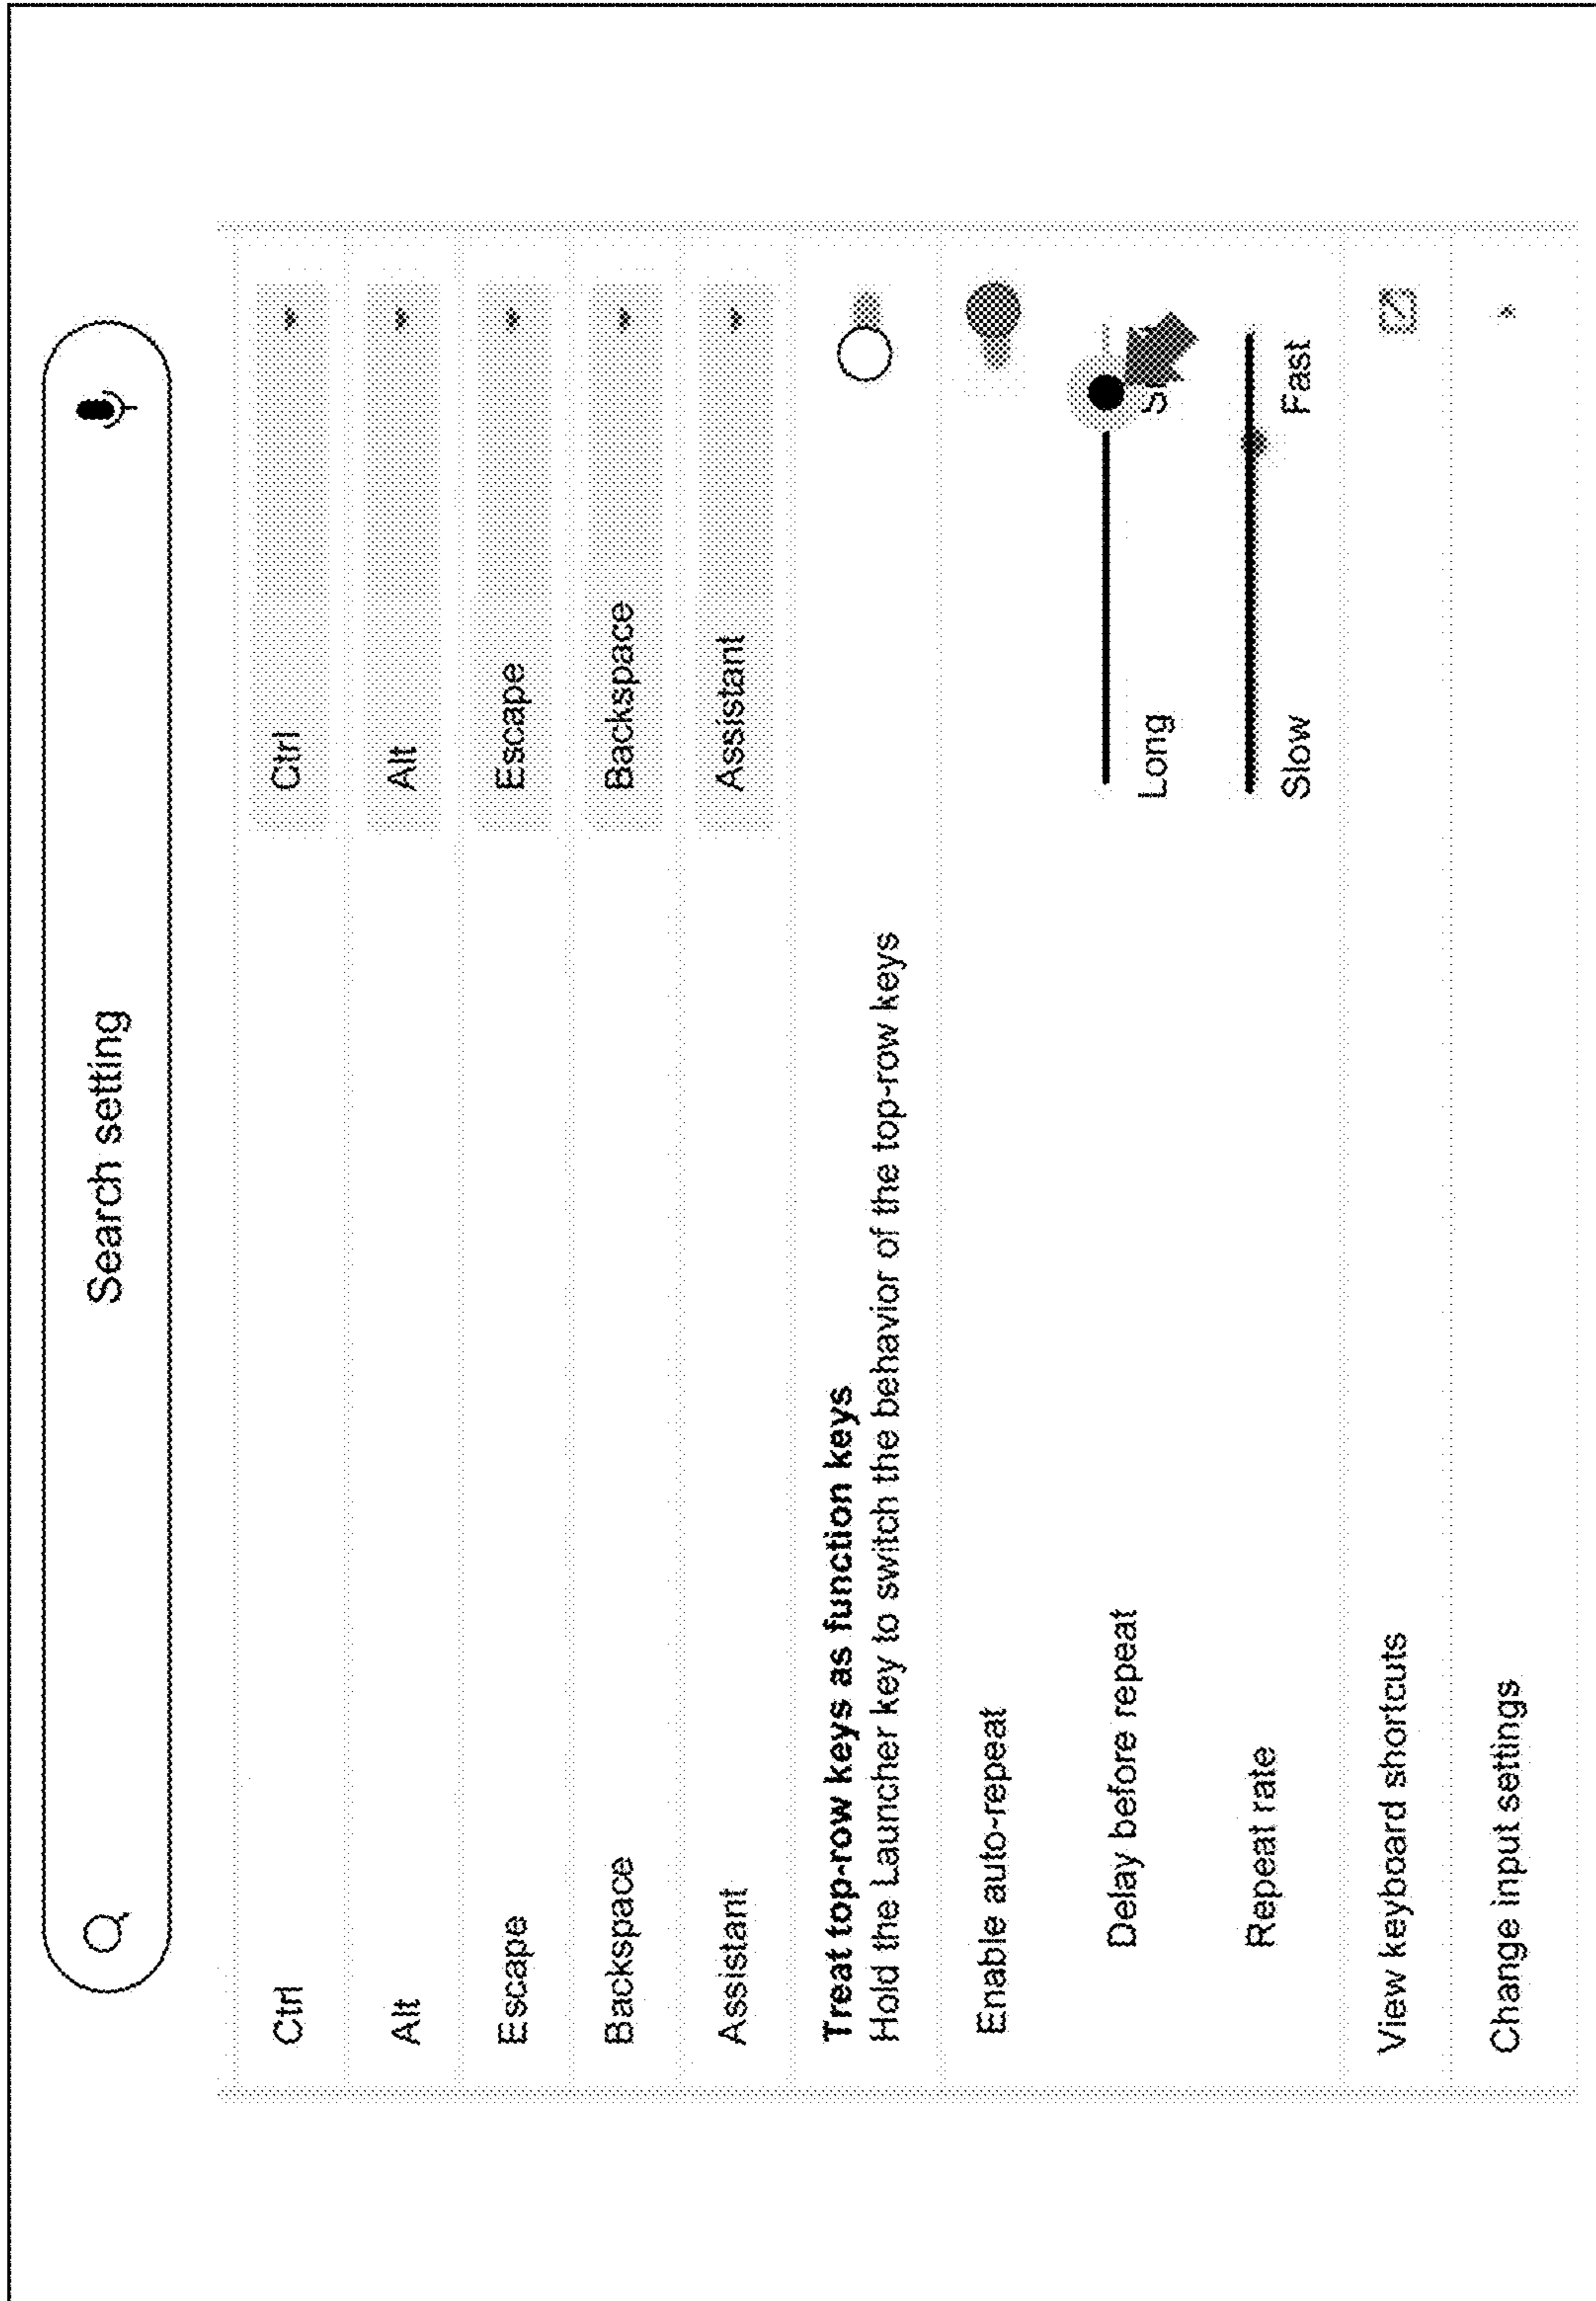 Search setting
Ctrl Ctrl
Alt Alt
Escape Escape
Backspace Backspace
Assistant Assistant
Treat top-row keys as function keys
Hold the Launcher key to switch the behavior of the top-row keys
Enable auto-repeat
Delay before repeat
Long
Repeat rate
Slow Fast
View keyboard shortcuts
Change input settings